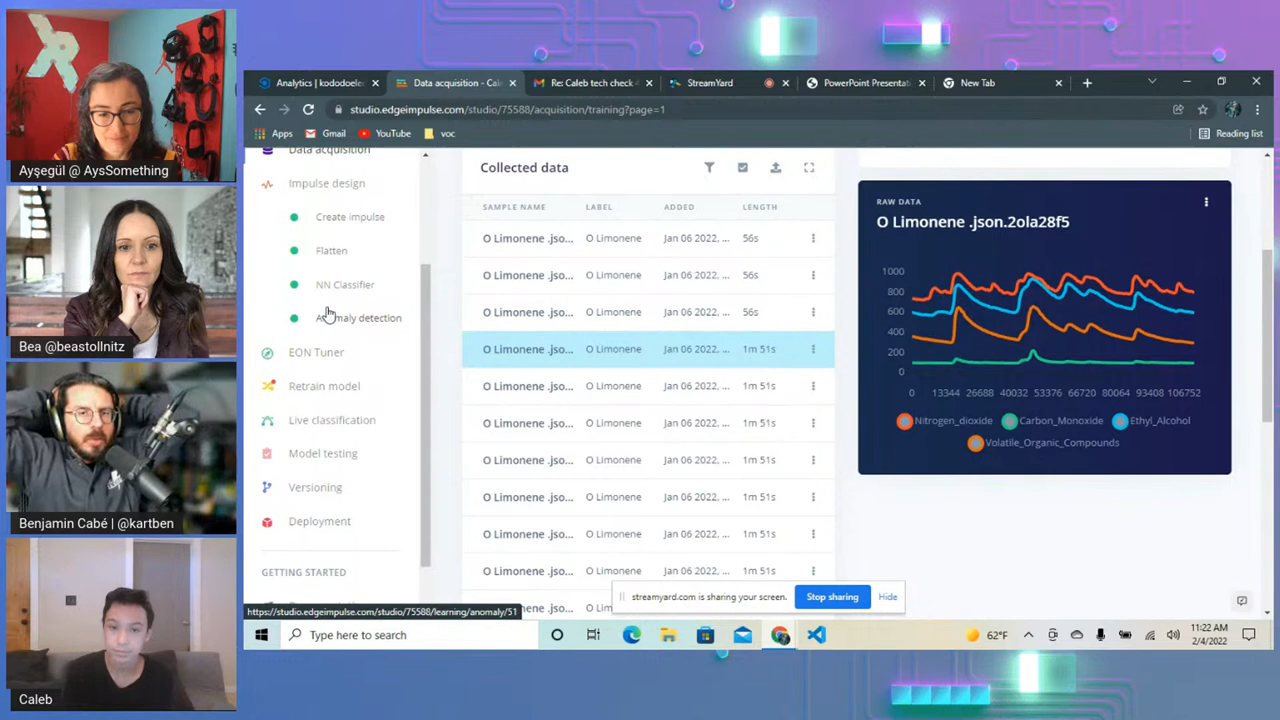 Ayşegül @ AysSomething
Bea @beastollnitz
Benjamin Cabé | @kartben
Caleb
Analytics | kododoelec
Data acquisition - Cale
Re: Caleb tech check -
StreamYard
PowerPoint Presentat
New Tab
studio.edgeimpulse.com/studio/75588/acquisition/training?page=1
Apps
Gmail
YouTube
voc
Reading list
Data acquisition
Impulse design
Create impulse
Flatten
NN Classifier
Anomaly detection
EON Tuner
Retrain model
Live classification
Model testing
Versioning
Deployment
GETTING STARTED
https://studio.edgeimpulse.com/studio/75588/learning/anomaly/51
Collected data
SAMPLE NAME LABEL ADDED LENGTH
O Limonene .jso... O Limonene Jan 06 2022, ... 56s
O Limonene .jso... O Limonene Jan 06 2022, ... 56s
O Limonene .jso... O Limonene Jan 06 2022, ... 56s
O Limonene .jso... O Limonene Jan 06 2022, ... 1m 51s
O Limonene .jso... O Limonene Jan 06 2022, ... 1m 51s
O Limonene .jso... O Limonene Jan 06 2022, ... 1m 51s
O Limonene .jso... O Limonene Jan 06 2022, ... 1m 51s
O Limonene .jso... O Limonene Jan 06 2022, ... 1m 51s
O Limonene .jso... O Limonene Jan 06 2022, ... 1m 51s
O Limonene .jso... O Limonene Jan 06 2022, ... 1m 51s
O Limonene .jso... O Limo
RAW DATA
O Limonene .json.2ola28f5
1000
800
600
400
200
0
0 13344 26688 40032 53376 66720 80064 93408 106752
Nitrogen_dioxide Carbon_Monoxide Ethyl_Alcohol
Volatile_Organic_Compounds
streamyard.com is sharing your screen. Stop sharing Hide
Type here to search
62°F
11:22 AM
2/4/2022